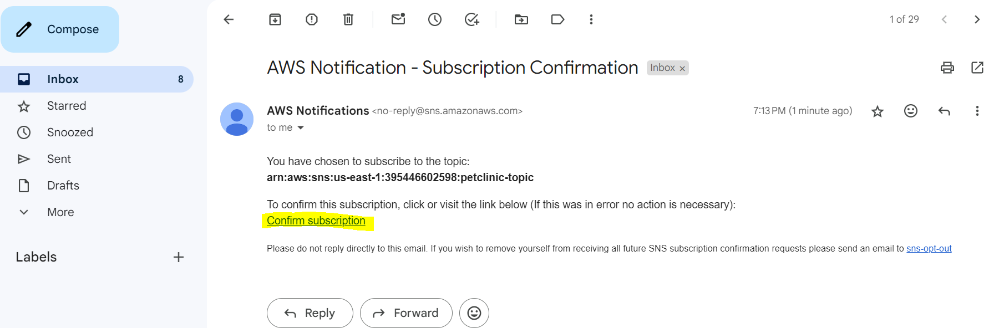 Compose
Inbox 8
Starred
Snoozed
Sent
Drafts
More
Labels
1 of 29
AWS Notification - Subscription Confirmation Inbox ×
AWS Notifications <no-reply@sns.amazonaws.com> 7:13 PM (1 minute ago)
to me
You have chosen to subscribe to the topic:
arn:aws:sns:us-east-1:395446602598:petclinic-topic
To confirm this subscription, click or visit the link below (If this was in error no action is necessary):
Confirm subscription
Please do not reply directly to this email. If you wish to remove yourself from receiving all future SNS subscription confirmation requests please send an email to sns-opt-out
Reply Forward